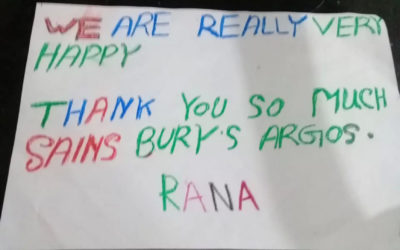 WE ARE REALLY VERY
HAPPY
THANK YOU SO MUCH
SAINS BURY'S ARGOS.
RANA